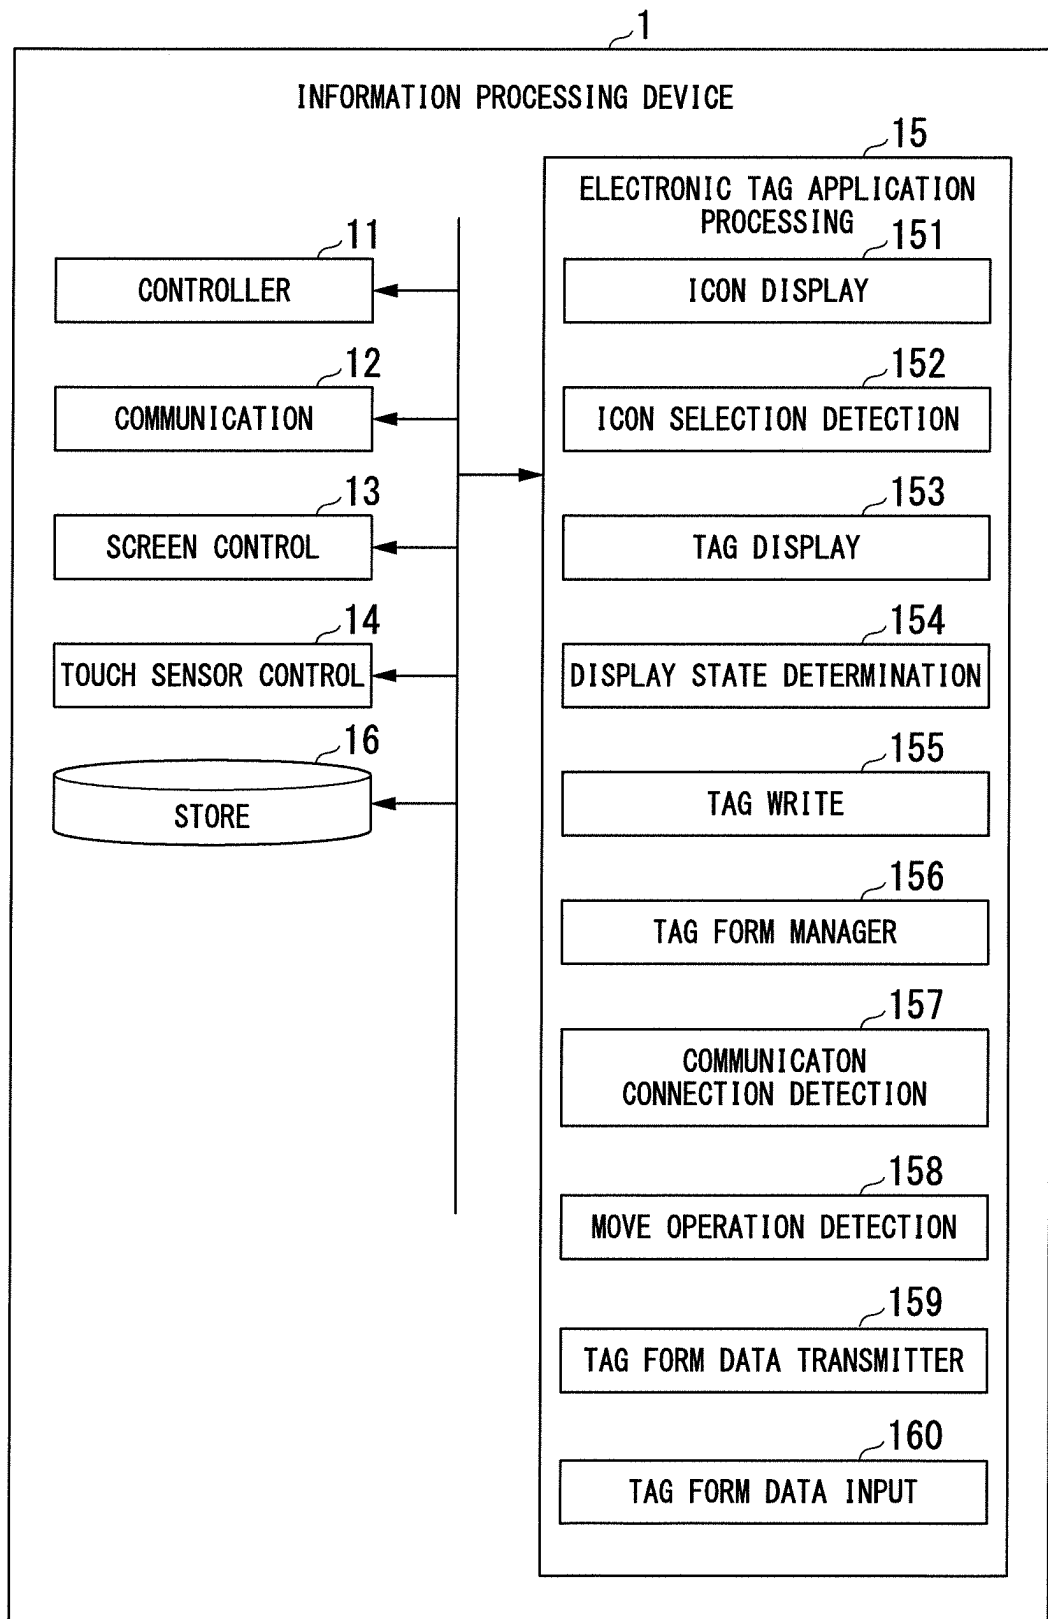 1
INFORMATION PROCESSING DEVICE
11
CONTROLLER
12
COMMUNICATION
13
SCREEN CONTROL
14
TOUCH SENSOR CONTROL
16
STORE
15
ELECTRONIC TAG APPLICATION
PROCESSING
151
ICON DISPLAY
152
ICON SELECTION DETECTION
153
TAG DISPLAY
154
DISPLAY STATE DETERMINATION
155
TAG WRITE
156
TAG FORM MANAGER
157
COMMUNICATON
CONNECTION DETECTION
158
MOVE OPERATION DETECTION
159
TAG FORM DATA TRANSMITTER
160
TAG FORM DATA INPUT